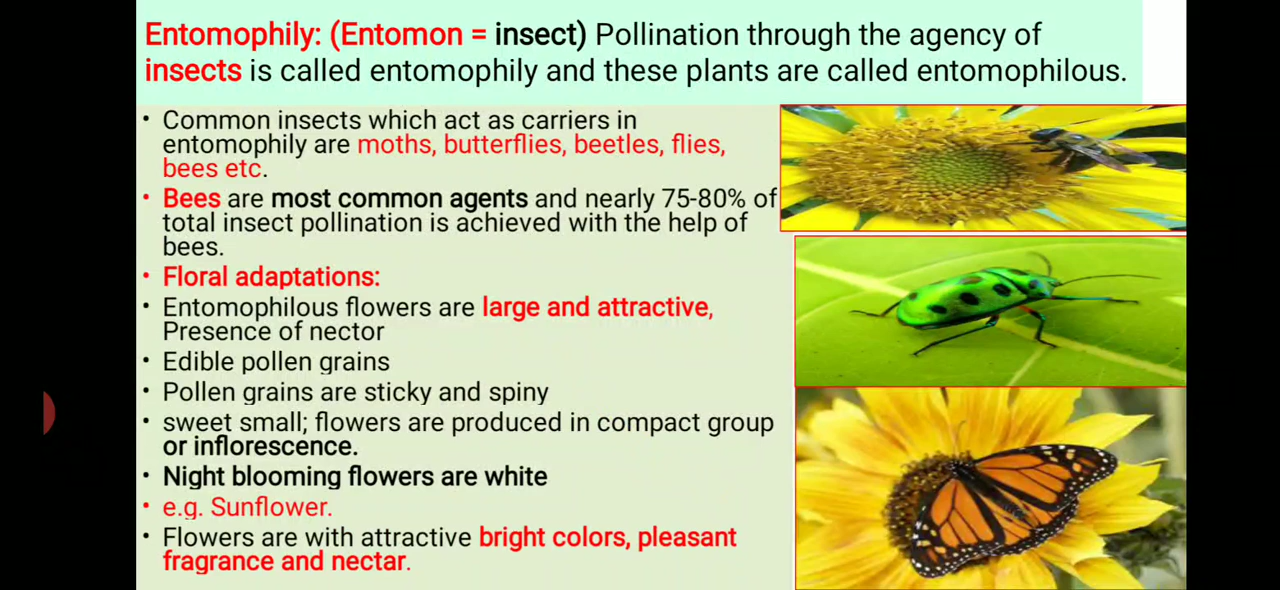 Entomophily: (Entomon = insect) Pollination through the agency of
insects is called entomophily and these plants are called entomophilous.
• Common insects which act as carriers in
entomophily are moths, butterflies, beetles, flies,
bees etc.
• Bees are most common agents and nearly 75-80% of
total insect pollination is achieved with the help of
bees.
• Floral adaptations:
• Entomophilous flowers are large and attractive,
Presence of nector
• Edible pollen grains
• Pollen grains are sticky and spiny
• sweet small; flowers are produced in compact group
or inflorescence.
• Night blooming flowers are white
• e.g. Sunflower.
• Flowers are with attractive bright colors, pleasant
fragrance and nectar.